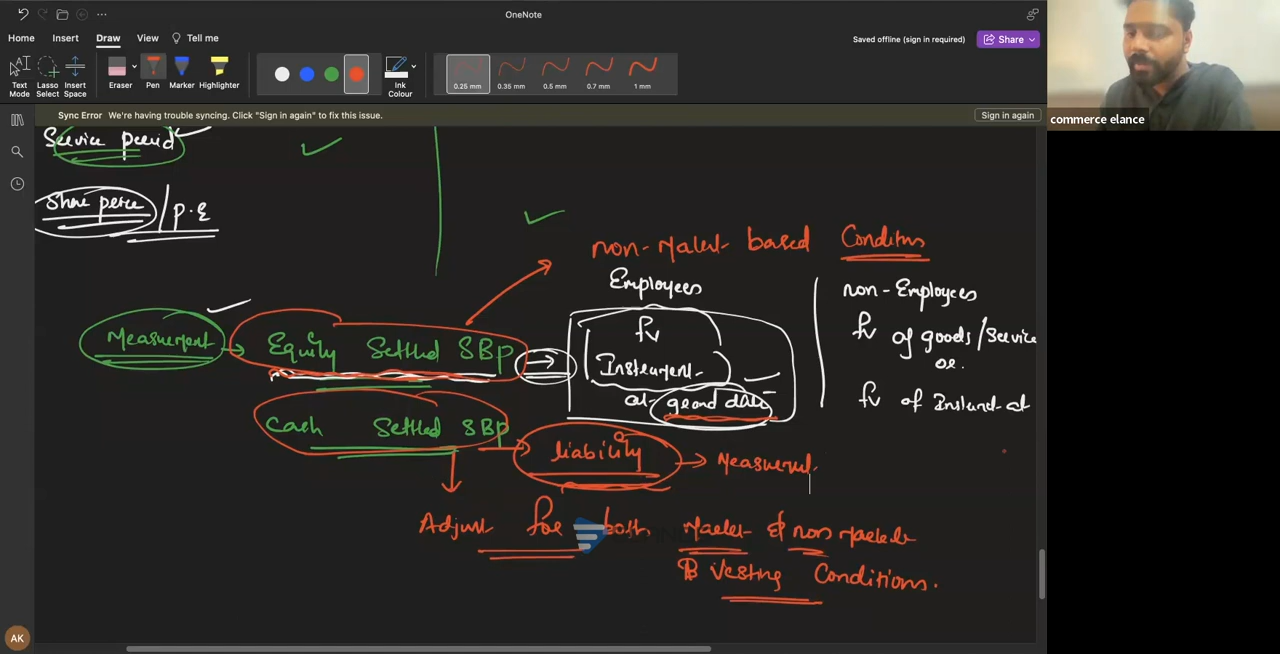 OneNote
Home Insert Draw View Tell me
Saved offline (sign in required) Share
Text Mode Lasso Select Insert Space Eraser Pen Marker Highlighter Ink Colour
0.25 mm 0.35 mm 0.5 mm 0.7 mm 1 mm
Sync Error We're having trouble syncing. Click "Sign in again" to fix this issue. Sign in again
commerce elance
Service period
Share price / P.E
non-Market based Conditions
Employees
non-Employees
Measurement → Equity Settled SBP →
fv
Instrument
at grand date
fv of goods/Service
or.
fv of Instrument at
Cash Settled SBP → liability → Measurement.
Adjust for both Market & non Market
B Vesting Conditions.
AK